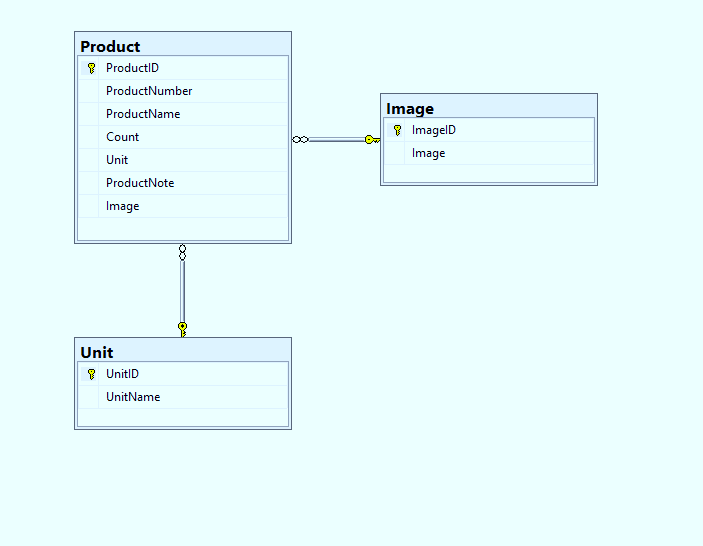 Product
ProductID
ProductNumber
ProductName
Count
Unit
ProductNote
Image
Image
ImageID
Image
Unit
UnitID
UnitName